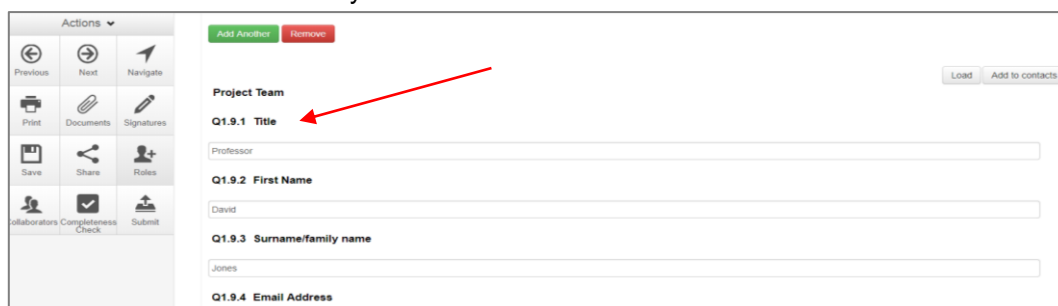 Actions
Add Another Remove
Previous Next Navigate
Load Add to contacts
Project Team
Print Documents Signatures
Q1.9.1 Title
Professor
Save Share Roles
Q1.9.2 First Name
David
Collaborators Completeness Check Submit
Q1.9.3 Surname/family name
Jones
Q1.9.4 Email Address